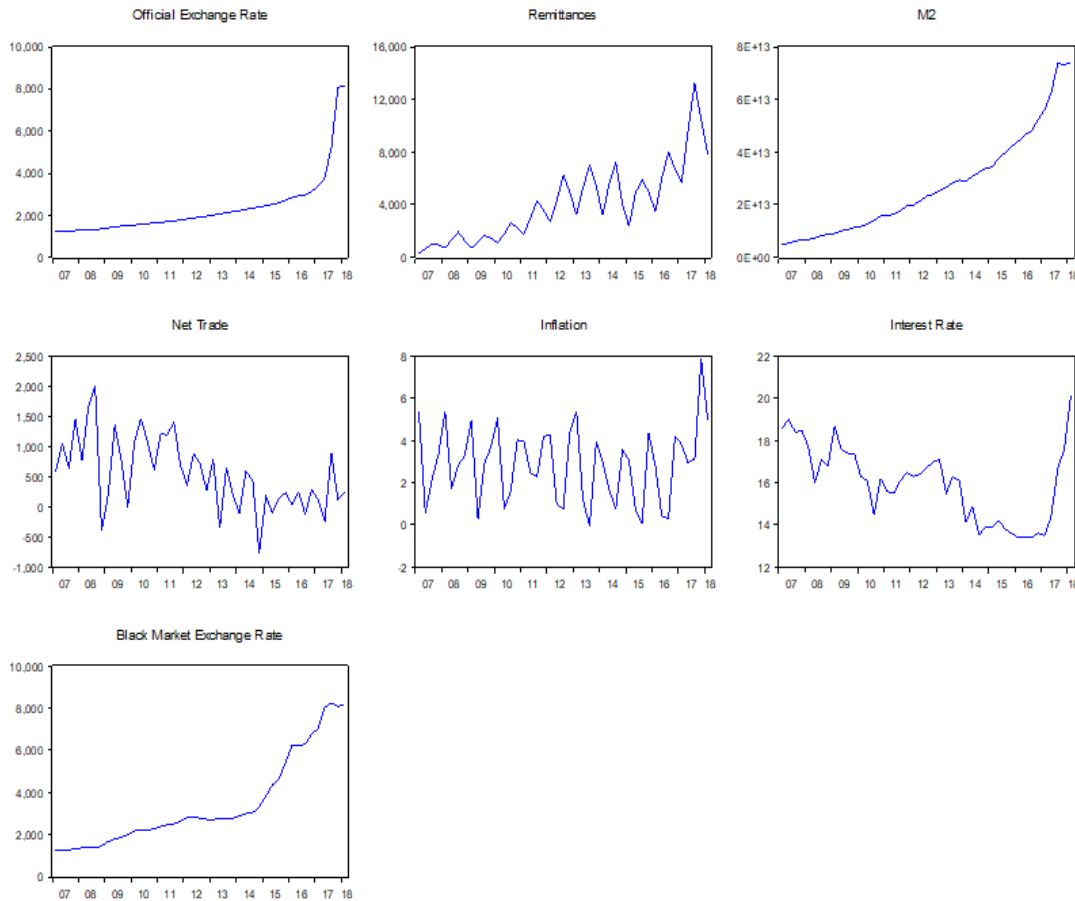 Official Exchange Rate
10,000
8,000
6,000
4,000
2,000
0
07 08 09 10 11 12 13 14 15 16 17 18
Remittances
16,000
12,000
8,000
4,000
0
07 08 09 10 11 12 13 14 15 16 17 18
M2
8E+13
6E+13
4E+13
2E+13
0E+00
07 08 09 10 11 12 13 14 15 16 17 18
Net Trade
2,500
2,000
1,500
1,000
500
0
-500
-1,000
07 08 09 10 11 12 13 14 15 16 17 18
Inflation
8
6
4
2
0
-2
07 08 09 10 11 12 13 14 15 16 17 18
Interest Rate
22
20
18
16
14
12
07 08 09 10 11 12 13 14 15 16 17 18
Black Market Exchange Rate
10,000
8,000
6,000
4,000
2,000
0
07 08 09 10 11 12 13 14 15 16 17 18